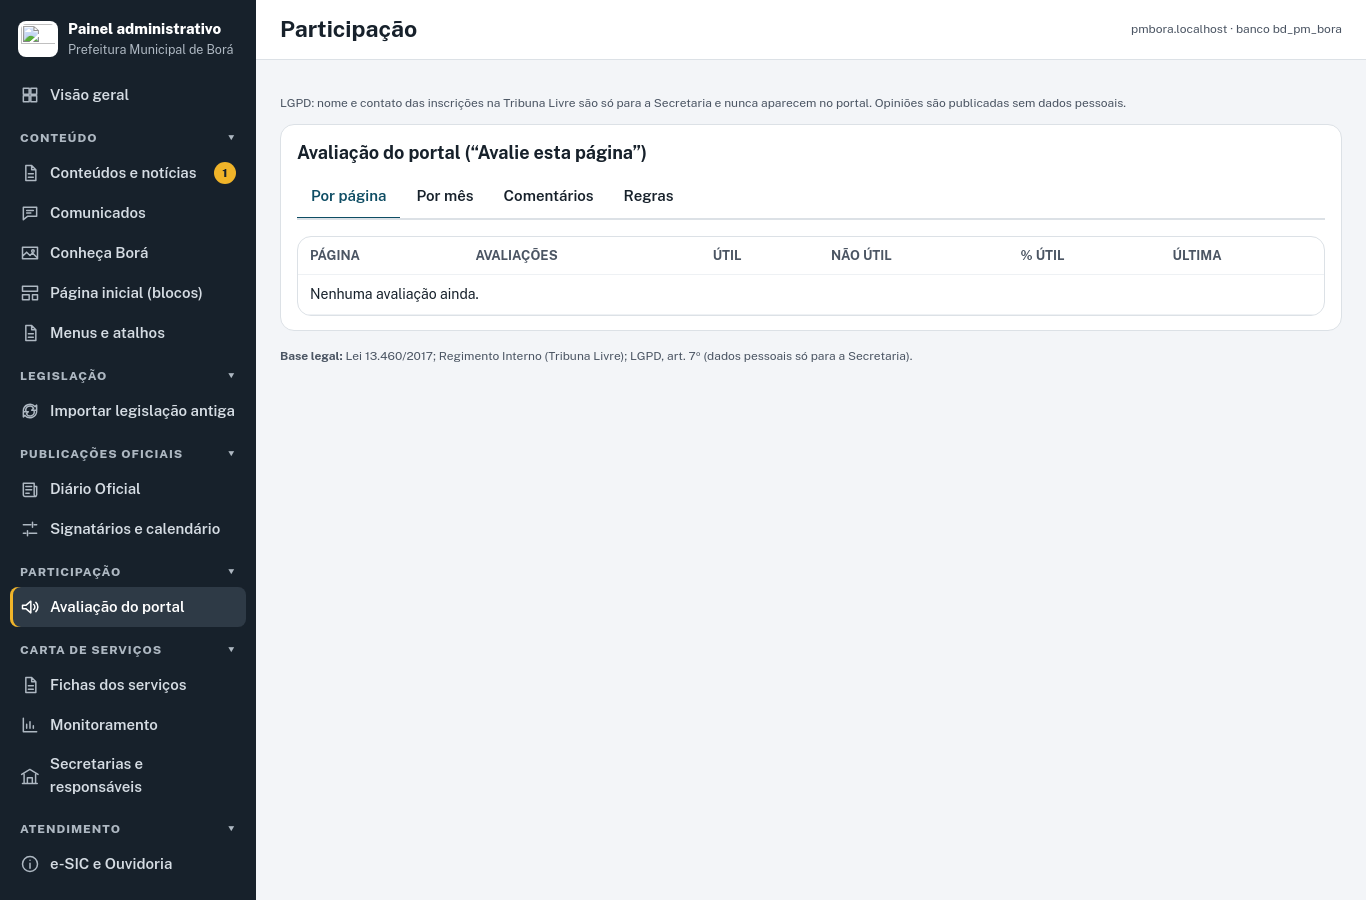 Painel administrativo
Prefeitura Municipal de Borá
Visão geral
CONTEÚDO ▼
Conteúdos e notícias 1
Comunicados
Conheça Borá
Página inicial (blocos)
Menus e atalhos
LEGISLAÇÃO ▼
Importar legislação antiga
PUBLICAÇÕES OFICIAIS ▼
Diário Oficial
Signatários e calendário
PARTICIPAÇÃO ▼
Avaliação do portal
CARTA DE SERVIÇOS ▼
Fichas dos serviços
Monitoramento
Secretarias e
responsáveis
ATENDIMENTO ▼
e-SIC e Ouvidoria
Participação
pmbora.localhost · banco bd_pm_bora
LGPD: nome e contato das inscrições na Tribuna Livre são só para a Secretaria e nunca aparecem no portal. Opiniões são publicadas sem dados pessoais.
Avaliação do portal (“Avalie esta página”)
Por página Por mês Comentários Regras
PÁGINA AVALIAÇÕES ÚTIL NÃO ÚTIL % ÚTIL ÚLTIMA
Nenhuma avaliação ainda.
Base legal: Lei 13.460/2017; Regimento Interno (Tribuna Livre); LGPD, art. 7º (dados pessoais só para a Secretaria).